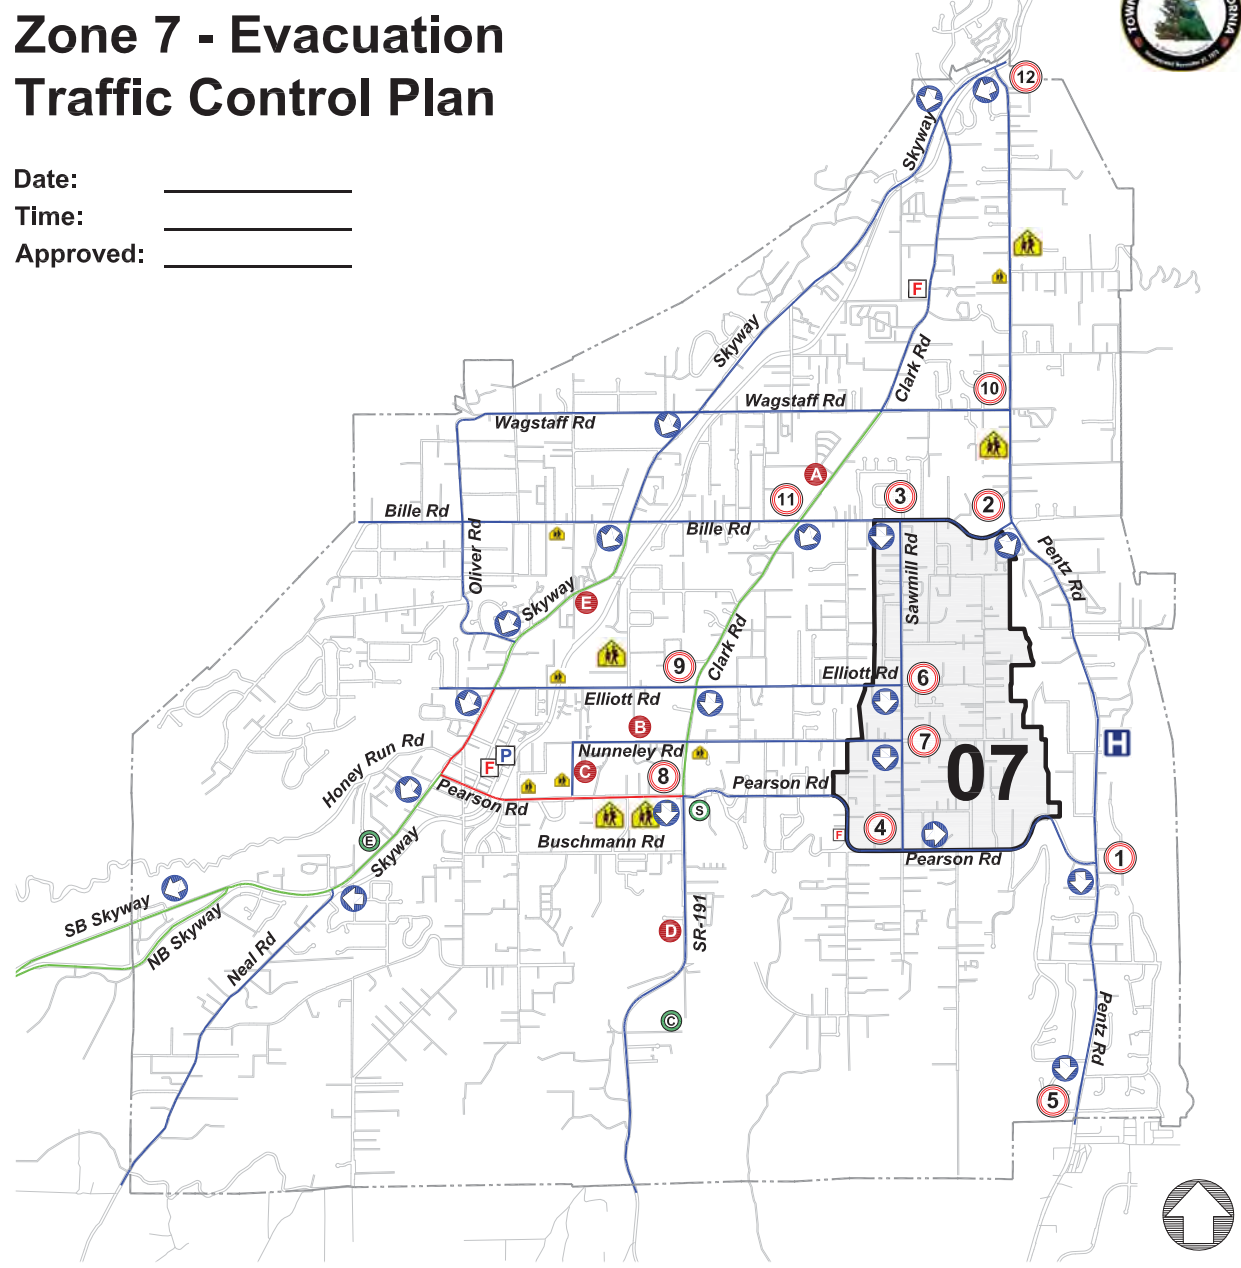 Zone 7 - Evacuation
Traffic Control Plan
Date:
Time:
Approved:
TOWN
ORNIA
12
Skyway
F
Skyway
Clark Rd
10
Wagstaff Rd
Wagstaff Rd
A
11
3
2
Bille Rd
Bille Rd
Oliver Rd
Sawmill Rd
Pentz Rd
Skyway
E
Clark Rd
9
Elliott Rd
6
Elliott Rd
B
7
H
Honey Run Rd
P
F
Nunneley Rd
C
8
07
Pearson Rd
Pearson Rd
S
F
4
E
Buschmann Rd
Skyway
Pearson Rd
1
SB Skyway
NB Skyway
Neal Rd
D
SR-191
C
Pentz Rd
5